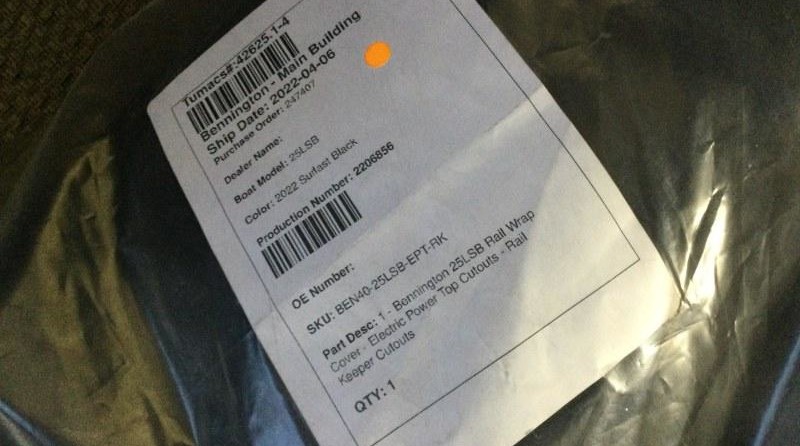 Tumacs#:42625.1-4
Bennington - Main Building
Ship Date: 2022-04-06
Purchase Order: 247407
Dealer Name:
Boat Model: 25LSB
Color: 2022 Surfast Black
Production Number: 2206856
OE Number:
SKU: BEN40-25LSB-EPT-RK
Part Desc: 1 - Bennington 25LSB Rail Wrap
Cover - Electric Power Top Cutouts - Rail
Keeper Cutouts
QTY: 1